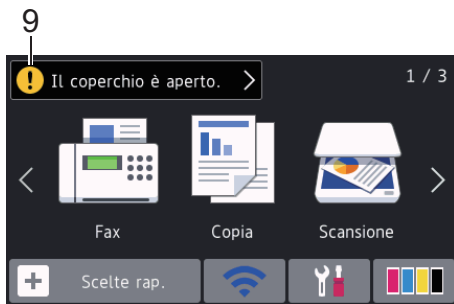 9
! Il coperchio è aperto.
1 / 3
Fax
Copia
Scansione
+ Scelte rap.